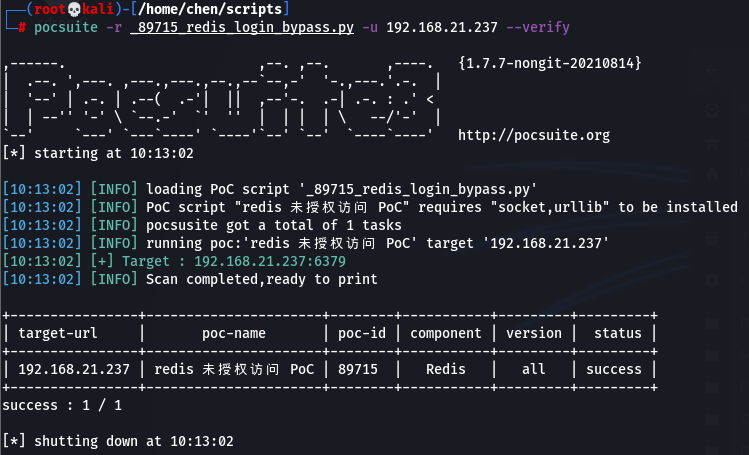 ┌──(root💀kali)-[/home/chen/scripts]
└─# pocsuite -r _89715_redis_login_bypass.py -u 192.168.21.237 --verify
{1.7.7-nongit-20210814}
http://pocsuite.org
[*] starting at 10:13:02
[10:13:02] [INFO] loading PoC script '_89715_redis_login_bypass.py'
[10:13:02] [INFO] PoC script "redis 未授权访问 PoC" requires "socket,urllib" to be installed
[10:13:02] [INFO] pocsusite got a total of 1 tasks
[10:13:02] [INFO] running poc:'redis 未授权访问 PoC' target '192.168.21.237'
[10:13:02] [+] Target : 192.168.21.237:6379
[10:13:02] [INFO] Scan completed,ready to print
| target-url | poc-name | poc-id | component | version | status |
| 192.168.21.237 | redis 未授权访问 PoC | 89715 | Redis | all | success |
success : 1 / 1
[*] shutting down at 10:13:02